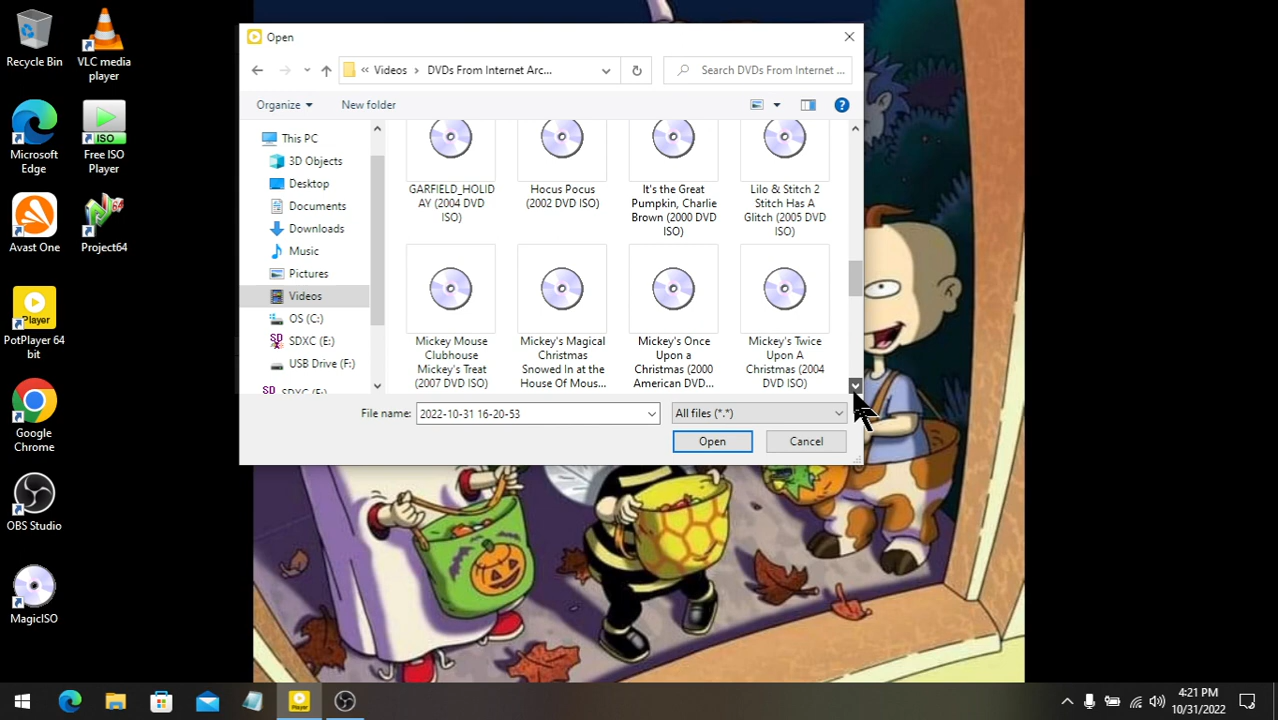 Recycle Bin
VLC media
player
Microsoft
Edge
ISO
Free ISO
Player
Avast One
64
Project64
Player
PotPlayer 64
bit
Google
Chrome
OBS Studio
MagicISO
Open
« Videos › DVDs From Internet Arc...
Search DVDs From Internet ...
Organize
New folder
This PC
3D Objects
Desktop
Documents
Downloads
Music
Pictures
Videos
OS (C:)
SDXC (E:)
USB Drive (F:)
SDXC (E:)
GARFIELD_HOLID
AY (2004 DVD
ISO)
Hocus Pocus
(2002 DVD ISO)
It's the Great
Pumpkin, Charlie
Brown (2000 DVD
ISO)
Lilo & Stitch 2
Stitch Has A
Glitch (2005 DVD
ISO)
Mickey Mouse
Clubhouse
Mickey's Treat
(2007 DVD ISO)
Mickey's Magical
Christmas
Snowed In at the
House Of Mous...
Mickey's Once
Upon a
Christmas (2000
American DVD...
Mickey's Twice
Upon A
Christmas (2004
DVD ISO)
File name:
2022-10-31 16-20-53
All files (*.*)
Open
Cancel
Player
4:21 PM
10/31/2022